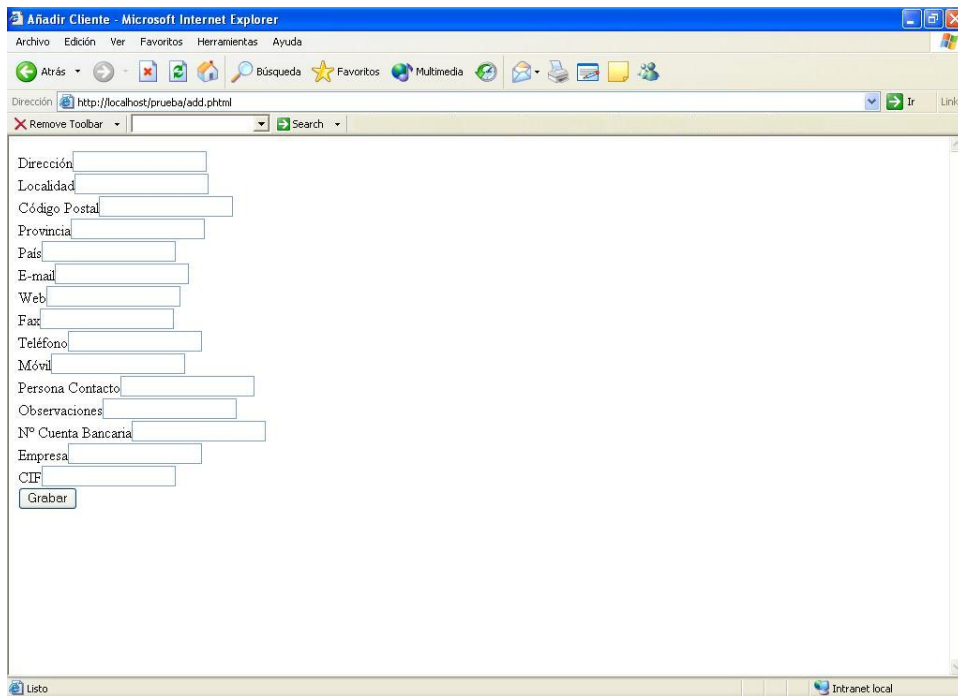 Añadir Cliente - Microsoft Internet Explorer
Archivo Edición Ver Favoritos Herramientas Ayuda
Atrás Búsqueda Favoritos Multimedia
Dirección http://localhost/prueba/add.phtml Ir Link
Remove Toolbar Search
Dirección
Localidad
Código Postal
Provincia
País
E-mail
Web
Fax
Teléfono
Móvil
Persona Contacto
Observaciones
Nº Cuenta Bancaria
Empresa
CIF
Grabar
Listo Intranet local